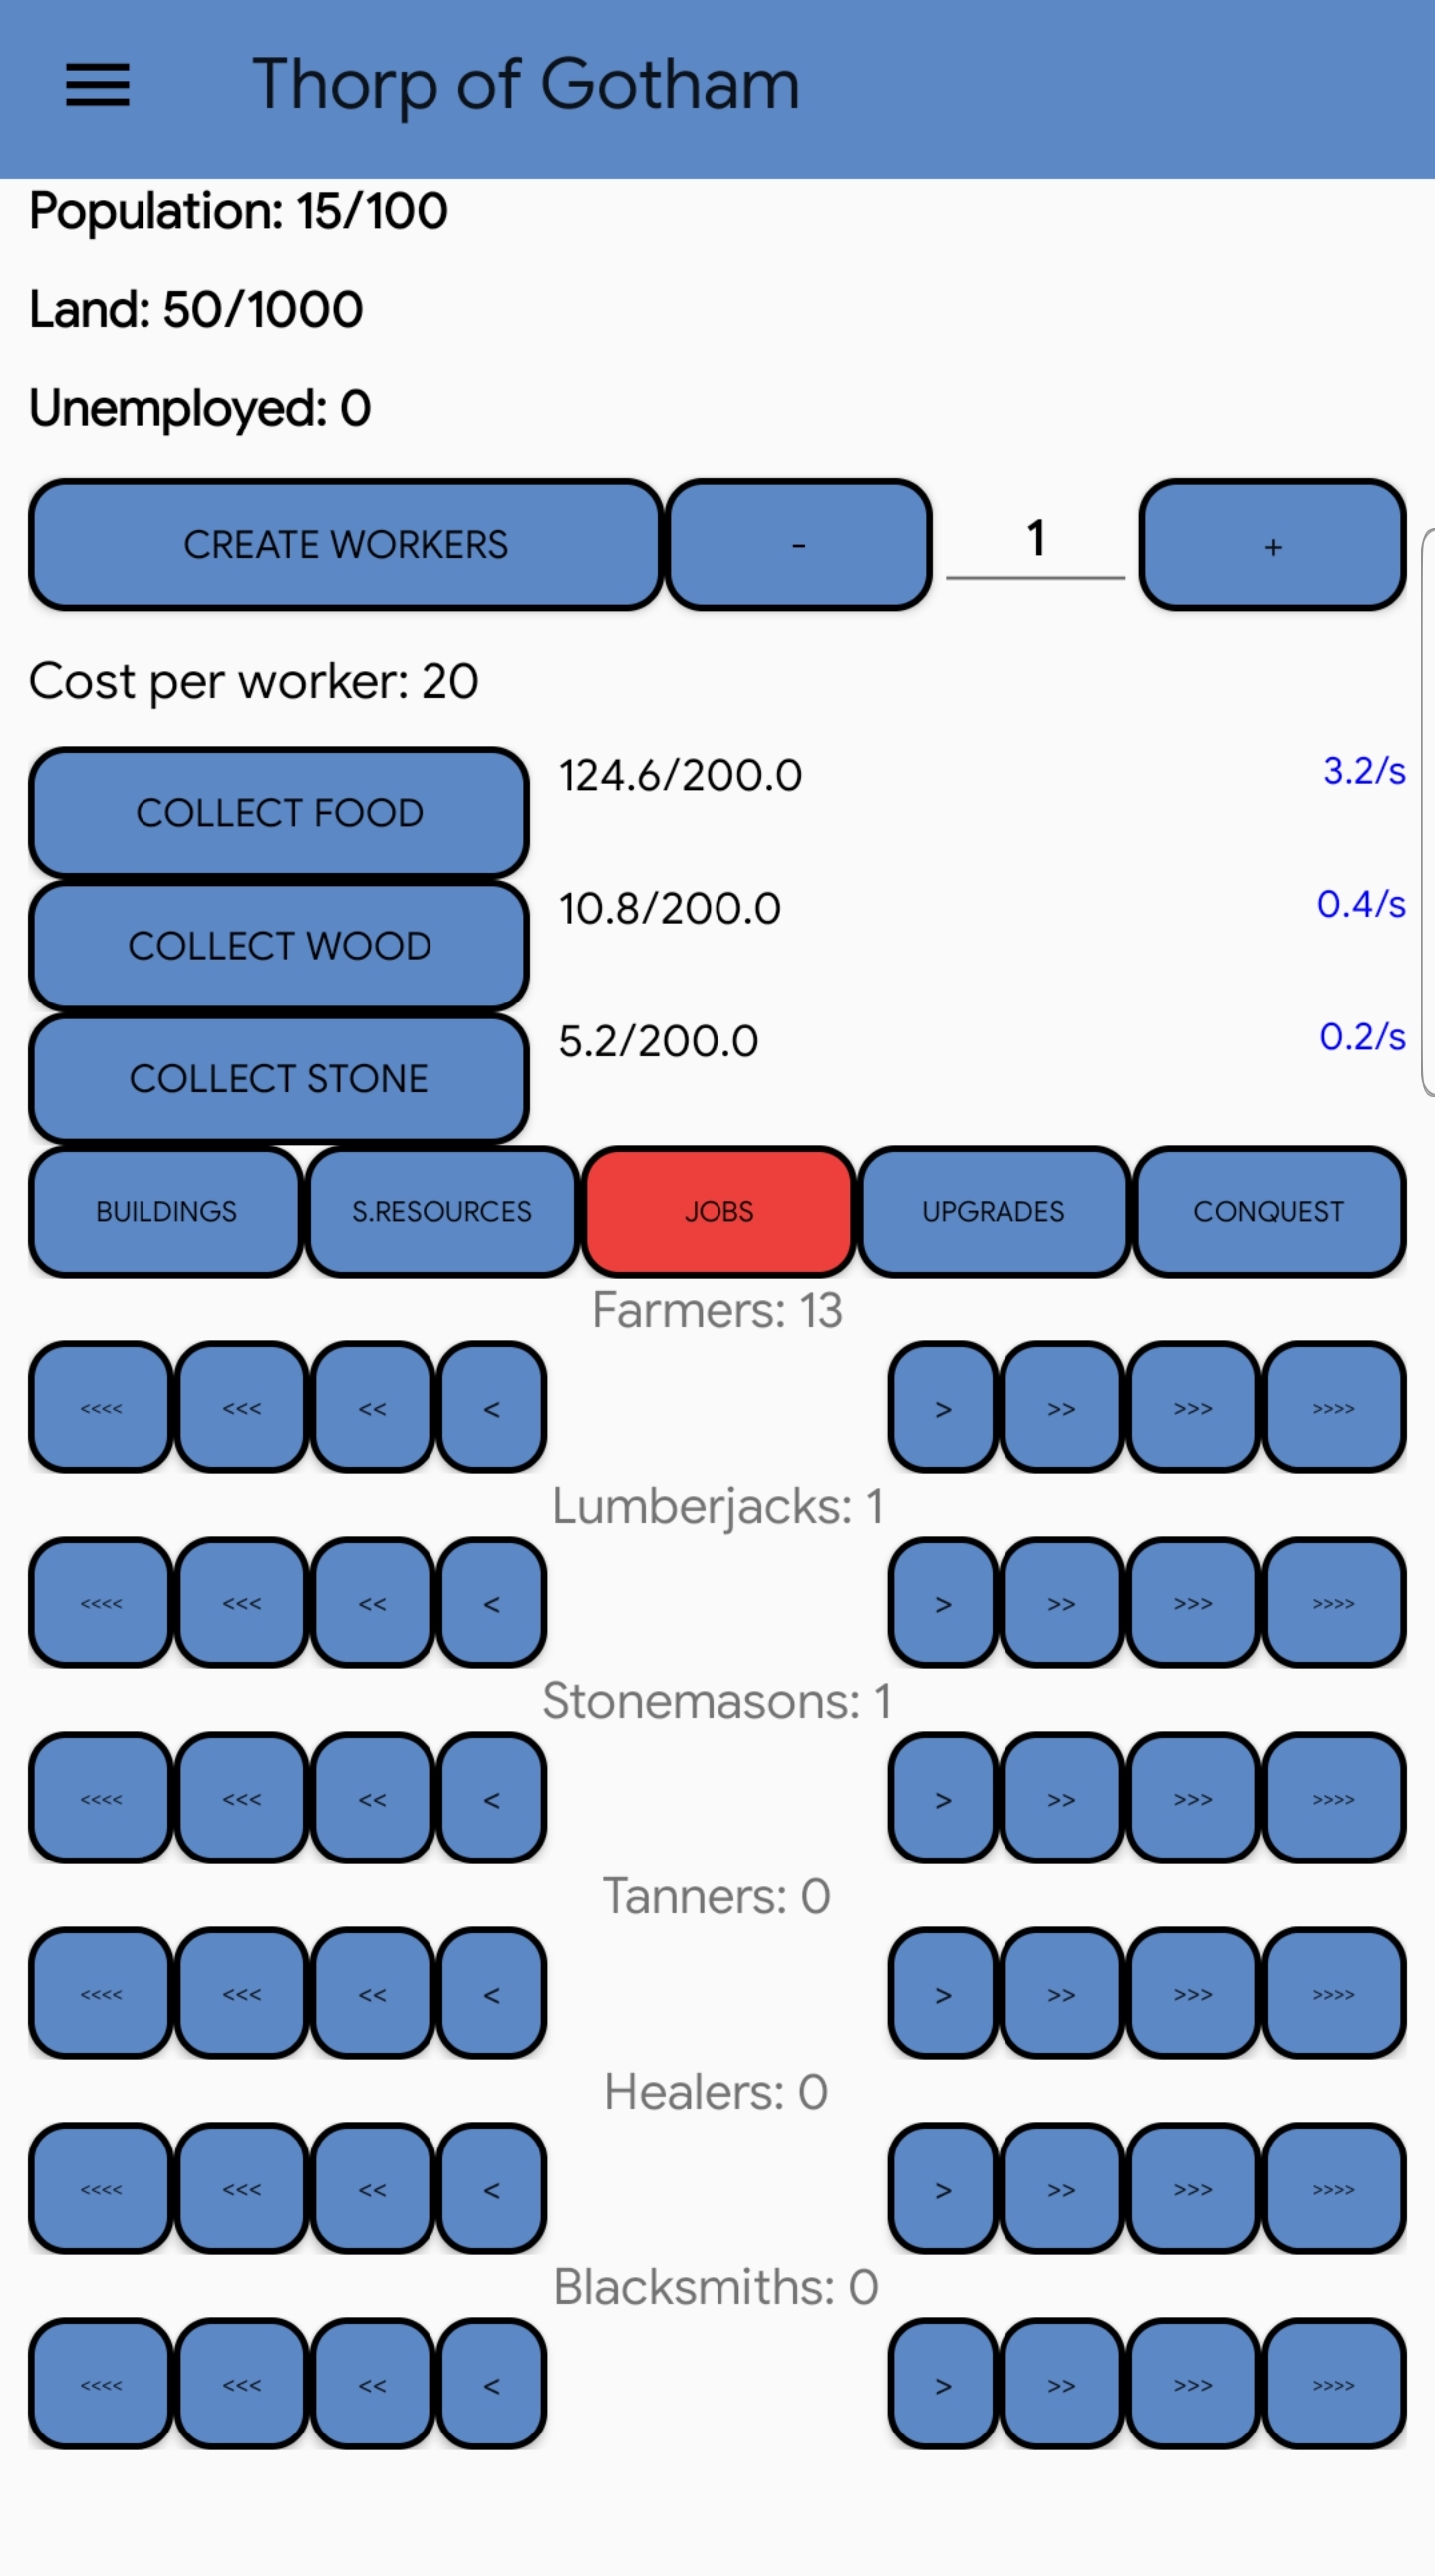 Thorp of Gotham
Population: 15/100
Land: 50/1000
Unemployed: 0
CREATE WORKERS - 1 +
Cost per worker: 20
COLLECT FOOD 124.6/200.0 3.2/s
COLLECT WOOD 10.8/200.0 0.4/s
COLLECT STONE 5.2/200.0 0.2/s
BUILDINGS S.RESOURCES JOBS UPGRADES CONQUEST
Farmers: 13
<<<< <<< << < > >> >>> >>>>
Lumberjacks: 1
<<<< <<< << < > >> >>> >>>>
Stonemasons: 1
<<<< <<< << < > >> >>> >>>>
Tanners: 0
<<<< <<< << < > >> >>> >>>>
Healers: 0
<<<< <<< << < > >> >>> >>>>
Blacksmiths: 0
<<<< <<< << < > >> >>> >>>>